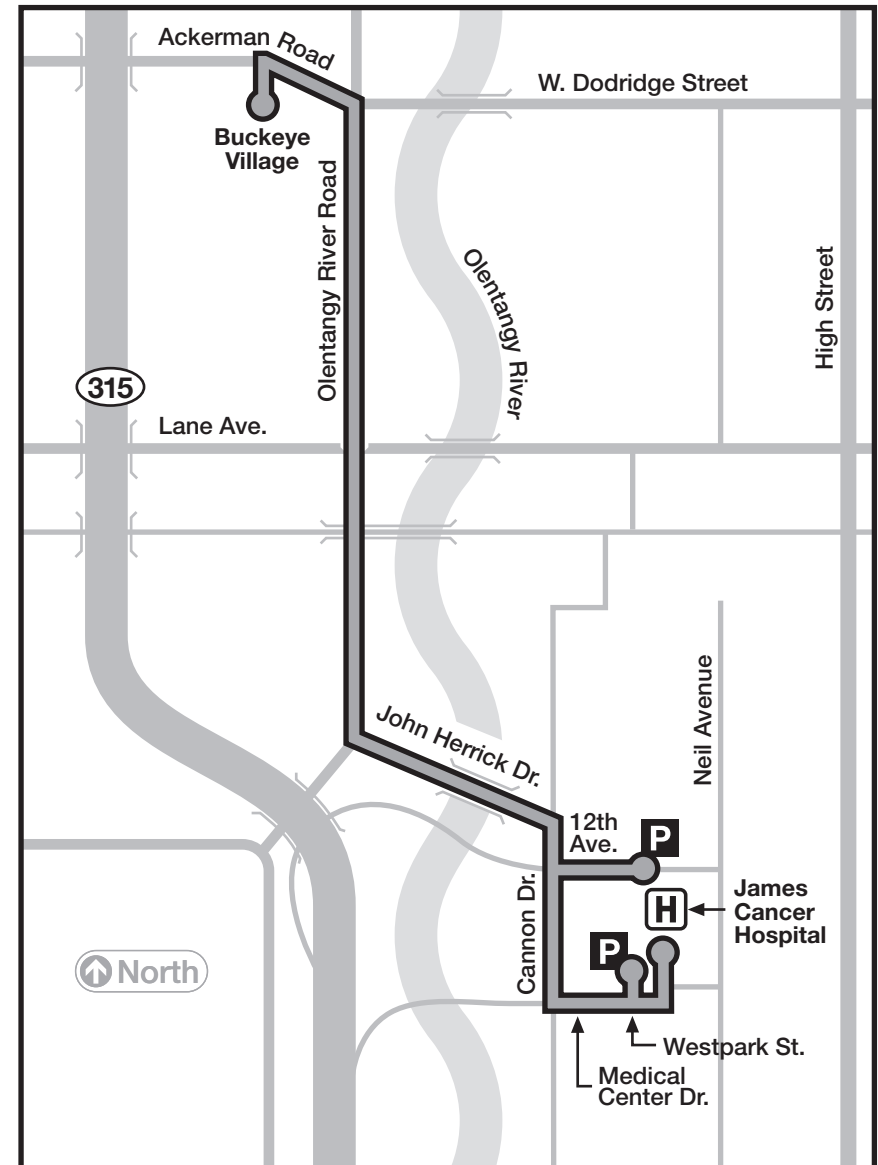 Ackerman Road
W. Dodridge Street
Buckeye
Village
Olentangy River Road
Olentangy River
High Street
315
Lane Ave.
John Herrick Dr.
Neil Avenue
12th
Ave.
P
Cannon Dr.
H
James
Cancer
Hospital
P
North
Westpark St.
Medical
Center Dr.